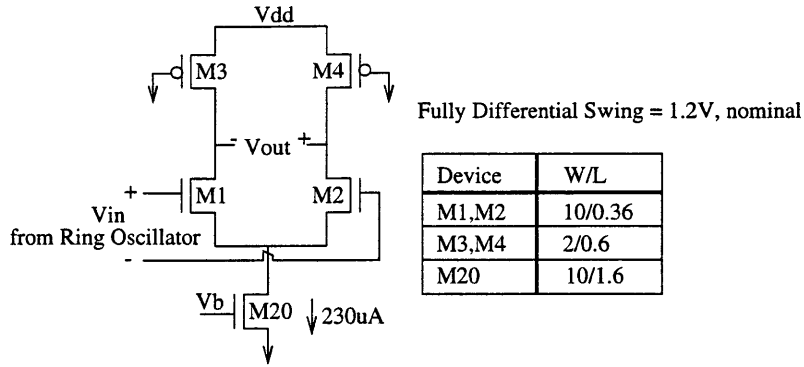 Vdd
M3
M4
Fully Differential Swing = 1.2V, nominal
- Vout +
Device W/L
M1,M2 10/0.36
M3,M4 2/0.6
M20 10/1.6
+
M1
M2
Vin
from Ring Oscillator
-
Vb
M20
230uA